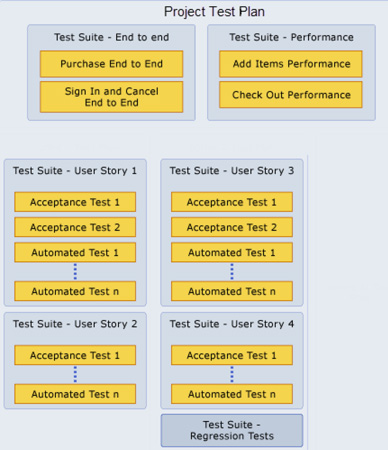 Project Test Plan
Test Suite - End to end
Purchase End to End
Sign In and Cancel
End to End
Test Suite - Performance
Add Items Performance
Check Out Performance
Test Suite - User Story 1
Acceptance Test 1
Acceptance Test 2
Automated Test 1
Automated Test n
Test Suite - User Story 3
Acceptance Test 1
Acceptance Test 2
Automated Test 1
Automated Test n
Test Suite - User Story 2
Acceptance Test 1
Automated Test n
Test Suite - User Story 4
Acceptance Test 1
Automated Test n
Test Suite -
Regression Tests